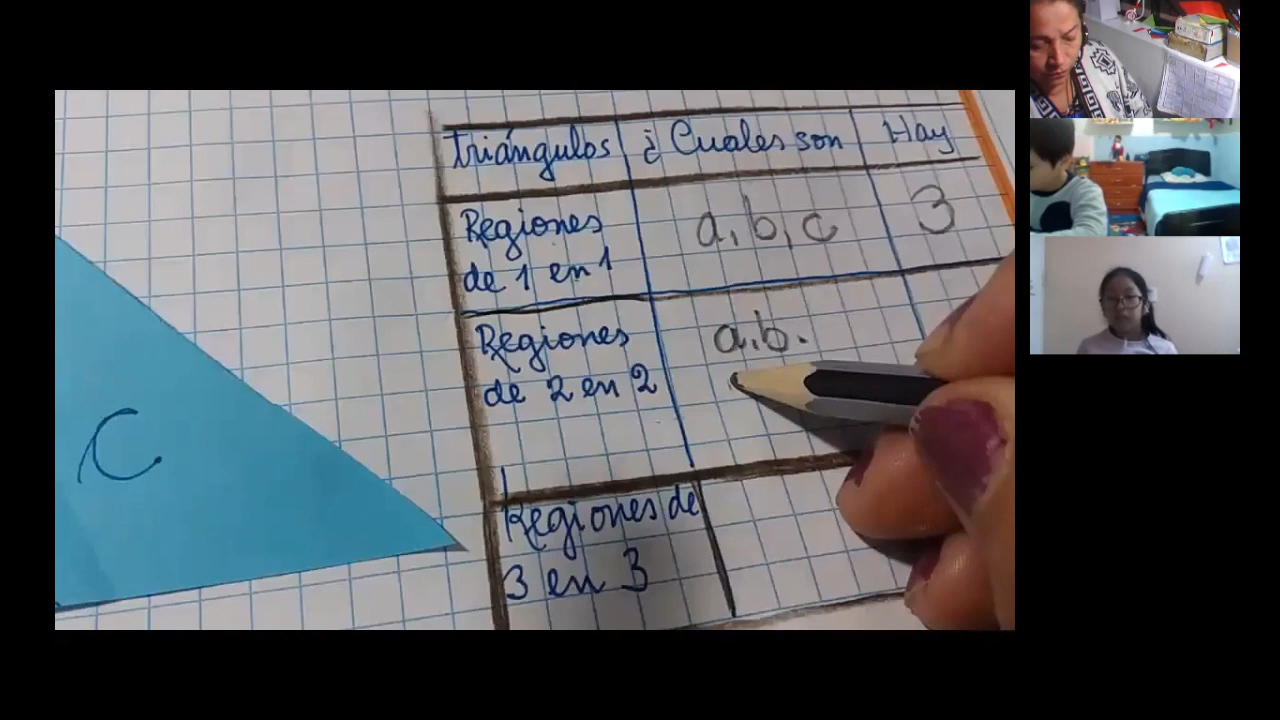 triángulos ¿Cuales son Hay
Regiones
de 1 en 1
a, b, c 3
Regiones
de 2 en 2
a.b.
Regiones de
3 en 3
C